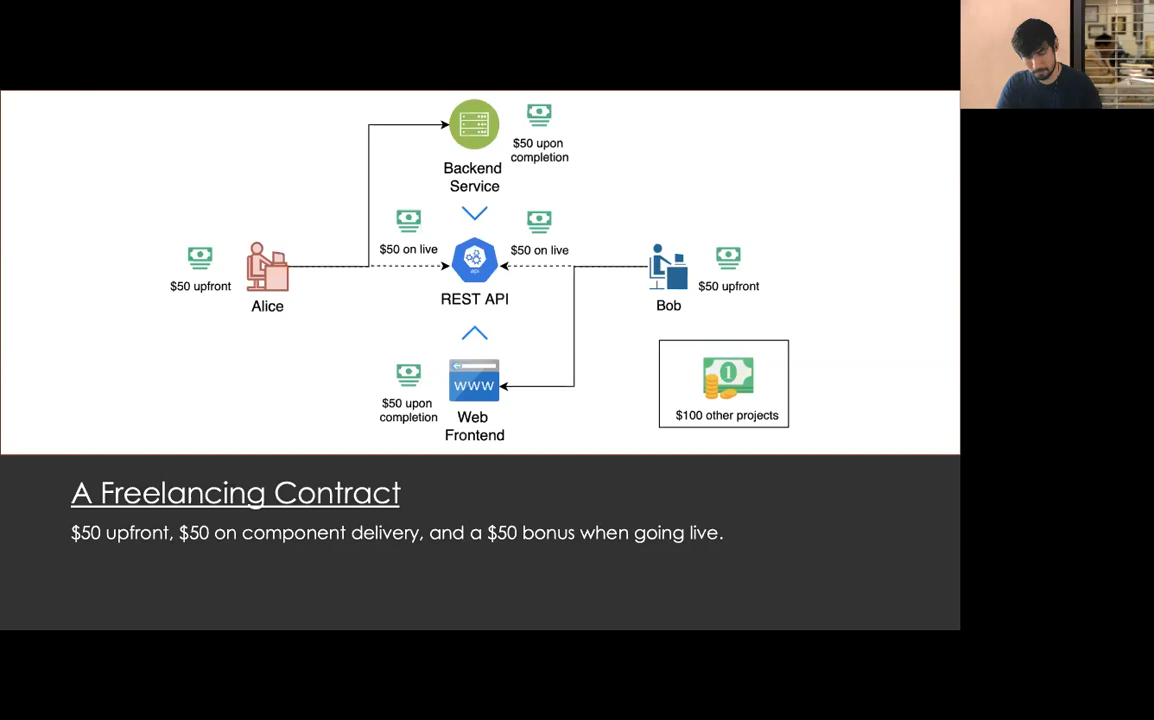 $50 upon
completion
Backend
Service
$50 on live
$50 on live
$50 upfront
Alice
api
REST API
Bob
$50 upfront
$50 upon
completion
WWW
Web
Frontend
1
$100 other projects
A Freelancing Contract
$50 upfront, $50 on component delivery, and a $50 bonus when going live.